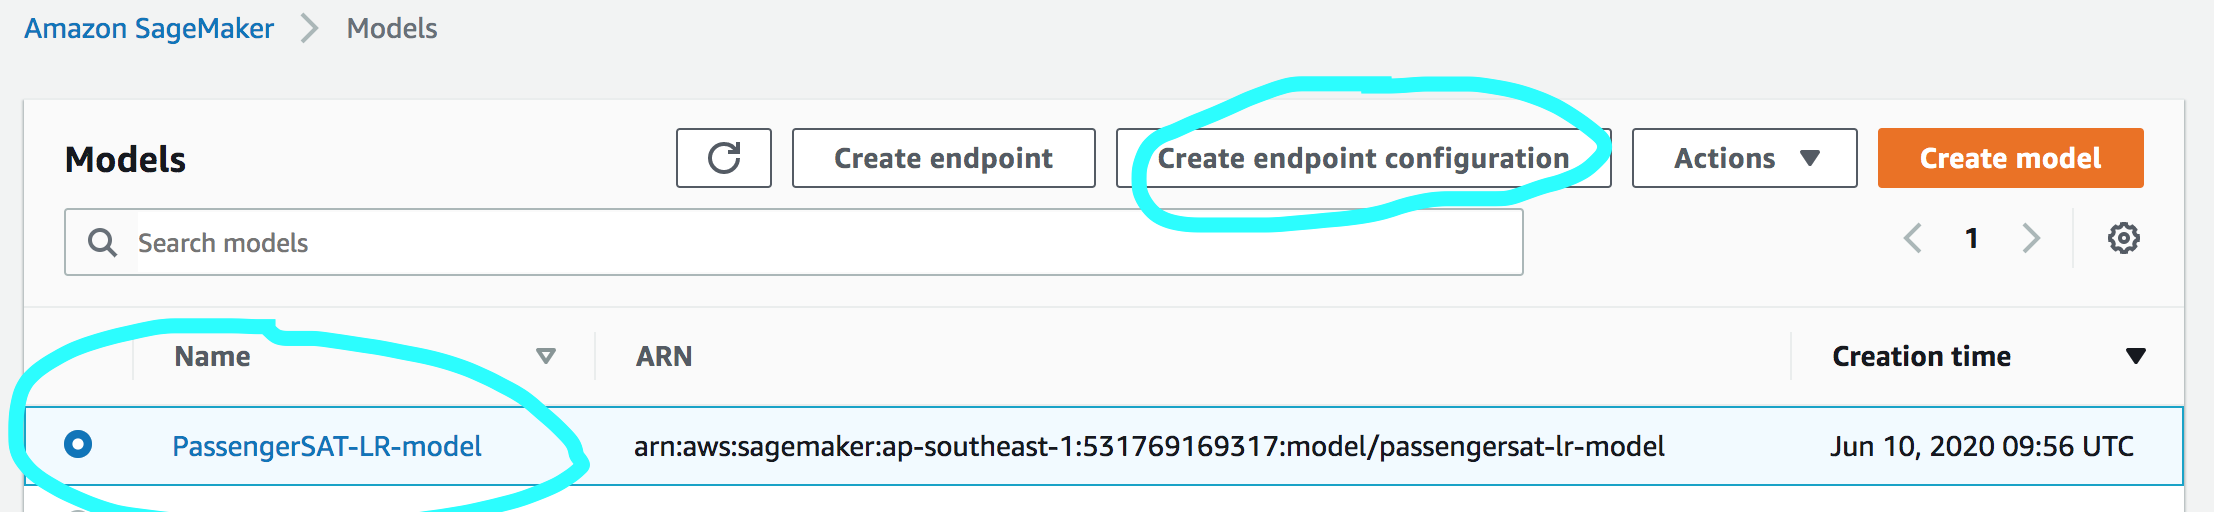 Amazon SageMaker > Models
Models Create endpoint Create endpoint configuration Actions Create model
Search models 1
Name ARN Creation time
PassengerSAT-LR-model arn:aws:sagemaker:ap-southeast-1:531769169317:model/passengersat-lr-model Jun 10, 2020 09:56 UTC